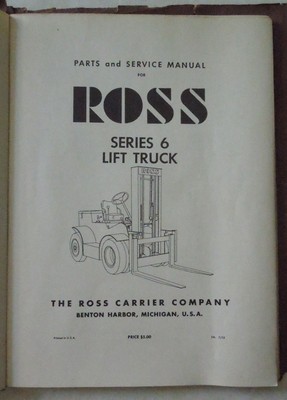 PARTS and SERVICE MANUAL
FOR
ROSS
SERIES 6
LIFT TRUCK
THE ROSS CARRIER COMPANY
BENTON HARBOR, MICHIGAN, U.S.A.
PRICE $5.00